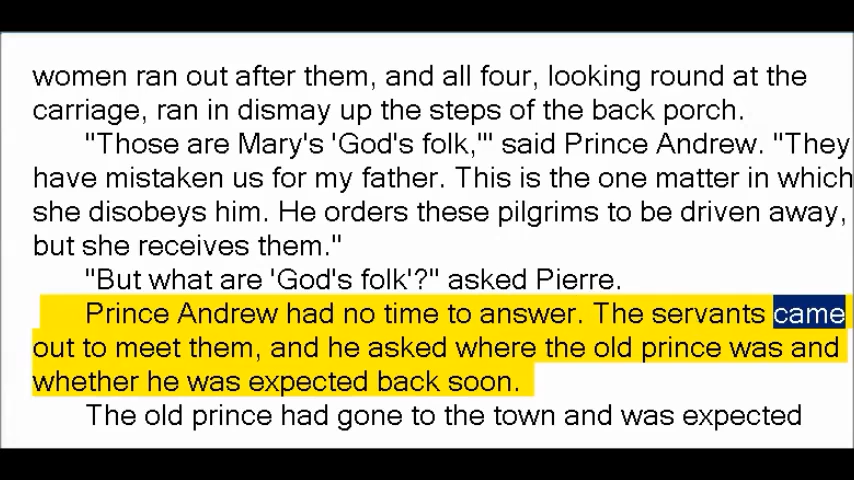 women ran out after them, and all four, looking round at the
carriage, ran in dismay up the steps of the back porch.
"Those are Mary's 'God's folk,'" said Prince Andrew. "They
have mistaken us for my father. This is the one matter in which
she disobeys him. He orders these pilgrims to be driven away,
but she receives them."
"But what are 'God's folk'?" asked Pierre.
Prince Andrew had no time to answer. The servants came
out to meet them, and he asked where the old prince was and
whether he was expected back soon.
The old prince had gone to the town and was expected